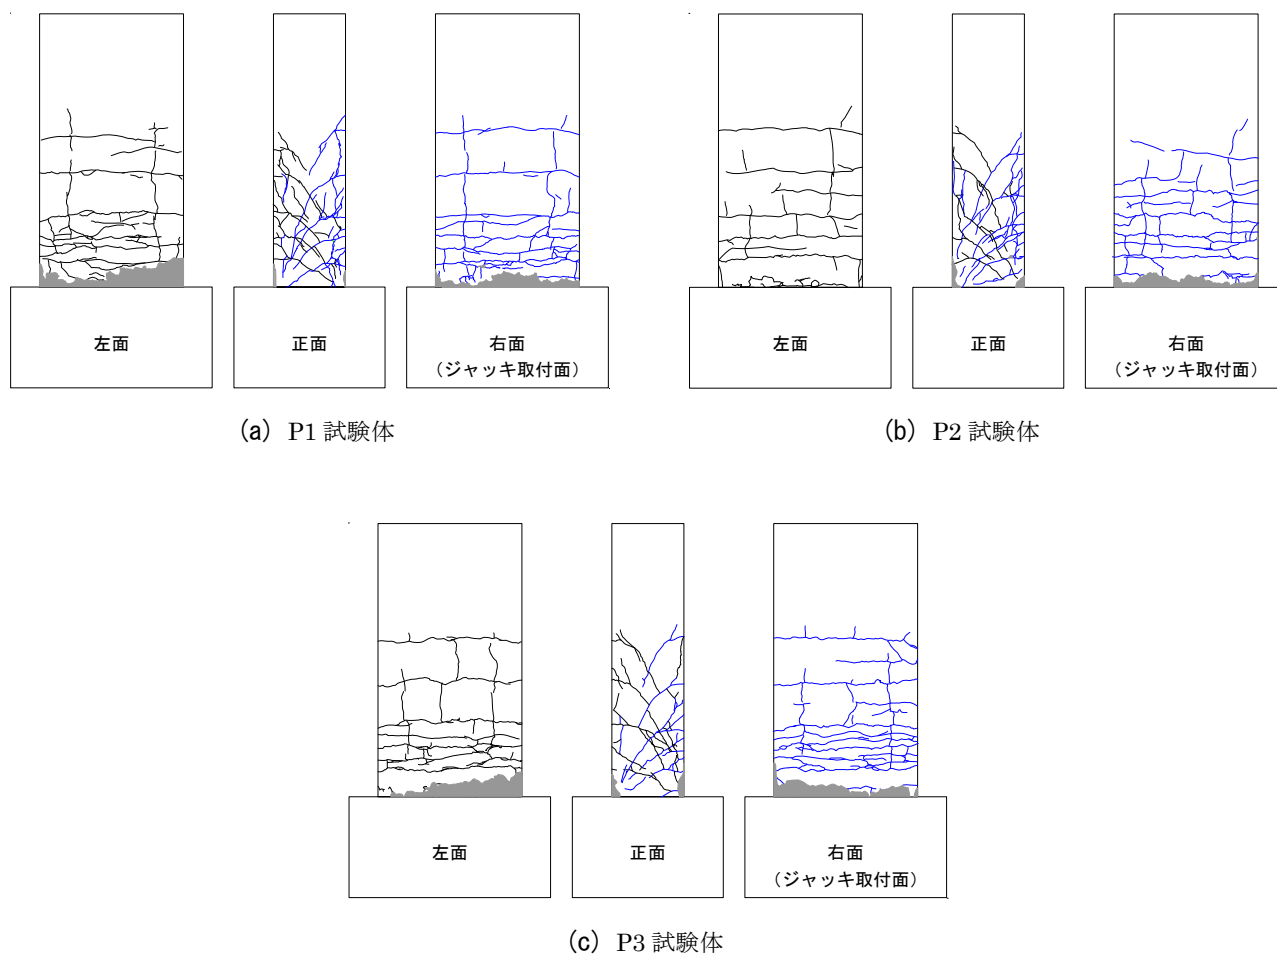 左面
正面
右面
（ジャッキ取付面）
左面
正面
右面
（ジャッキ取付面）
(a) P1 試験体
(b) P2 試験体
左面
正面
右面
（ジャッキ取付面）
(c) P3 試験体